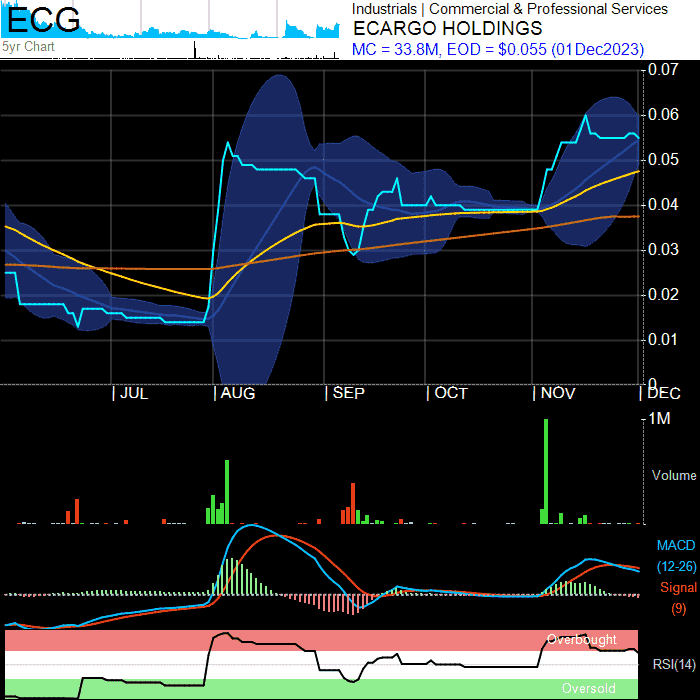 ECG
5yr Chart
Industrials | Commercial & Professional Services
ECARGO HOLDINGS
MC = 33.8M, EOD = $0.055 (01Dec2023)
0.07
0.06
0.05
0.04
0.03
0.02
0.01
0
| JUL | AUG | SEP | OCT | NOV | DEC
1M
Volume
MACD
(12-26)
Signal
(9)
Overbought
RSI(14)
Oversold